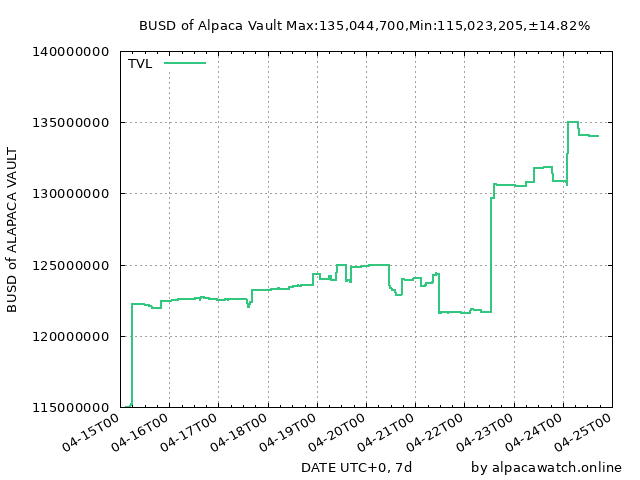 BUSD of Alpaca Vault Max:135,044,700,Min:115,023,205,±14.82%
TVL
140000000
135000000
130000000
125000000
120000000
115000000
BUSD of ALAPACA VAULT
04-15T00
04-16T00
04-17T00
04-18T00
04-19T00
04-20T00
04-21T00
04-22T00
04-23T00
04-24T00
04-25T00
DATE UTC+0, 7d
by alpacawatch.online